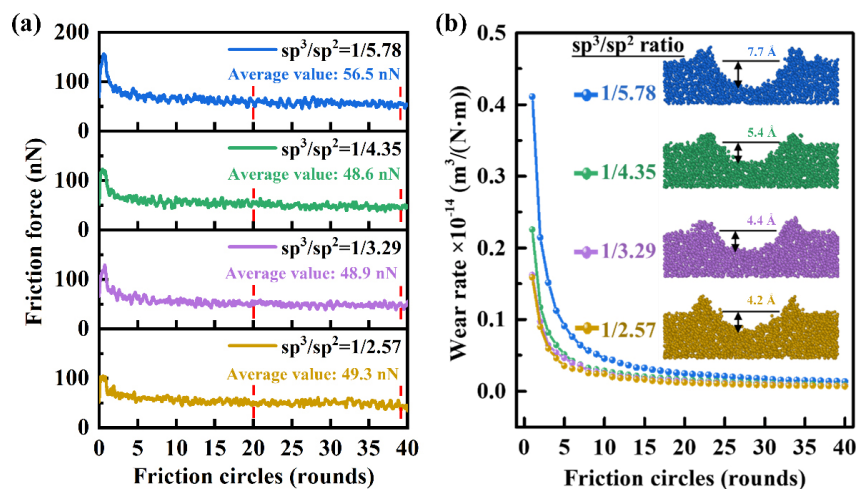 (a)
Friction force (nN)
200
150
100
50
0
100
50
0
100
50
0
100
50
0
sp³/sp²=1/5.78
Average value: 56.5 nN
sp³/sp²=1/4.35
Average value: 48.6 nN
sp³/sp²=1/3.29
Average value: 48.9 nN
sp³/sp²=1/2.57
Average value: 49.3 nN
0 10 20 30 40
Friction circles (rounds)
(b)
Wear rate ×10⁻¹⁴ (m³/(N·m))
0.5
0.4
0.3
0.2
0.1
0.0
sp³/sp² ratio
1/5.78
7.7 Å
1/4.35
5.4 Å
1/3.29
4.4 Å
1/2.57
4.2 Å
0 5 10 15 20 25 30 35 40
Friction circles (rounds)